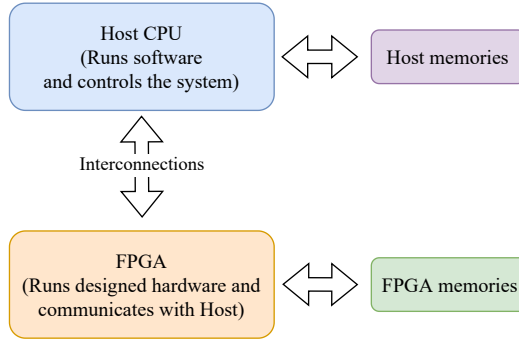 Host CPU
(Runs software
and controls the system)
Host memories
Interconnections
FPGA
(Runs designed hardware and
communicates with Host)
FPGA memories